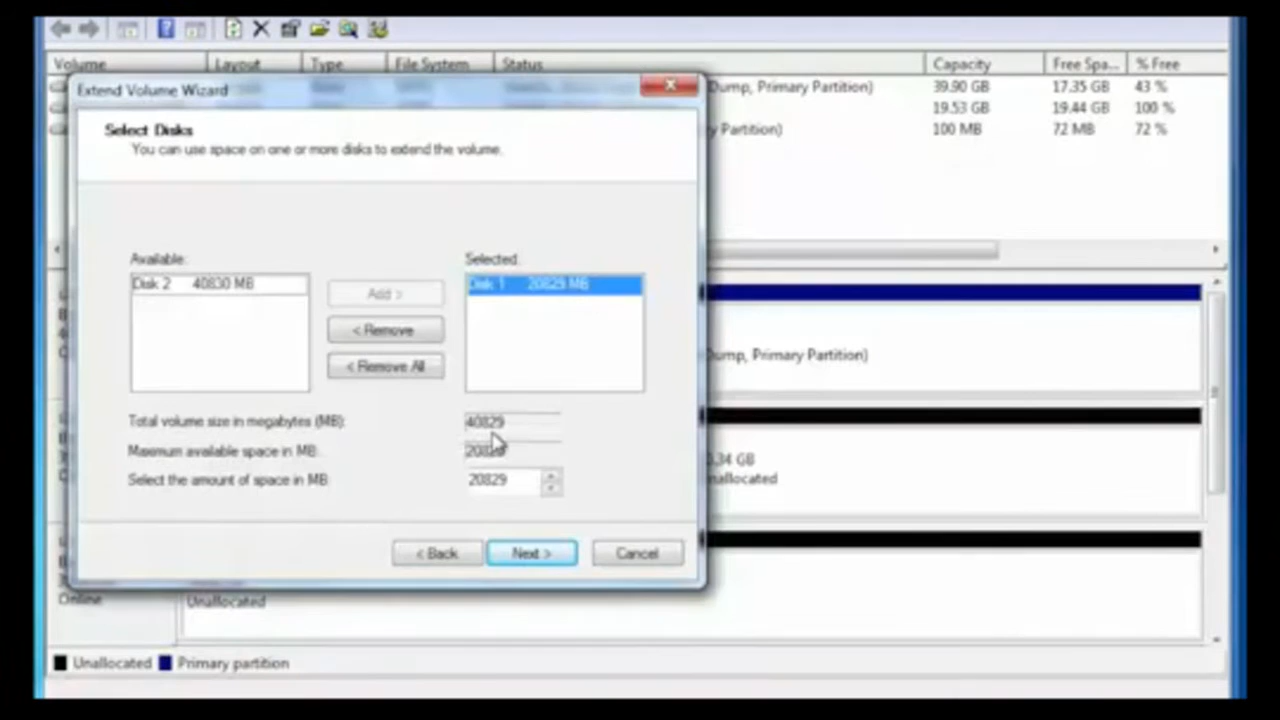 Volume Layout Type File System Status Capacity Free Spa... % Free
Extend Volume Wizard
Dump, Primary Partition) 39.90 GB 17.35 GB 43 %
19.53 GB 19.44 GB 100 %
y Partition) 100 MB 72 MB 72 %
Select Disks
You can use space on one or more disks to extend the volume.
Available: Selected:
Disk 2 40830 MB Disk 1 20829 MB
Add >
< Remove
< Remove All
Total volume size in megabytes (MB): 40829
Maximum available space in MB:
Select the amount of space in MB: 20829
< Back Next > Cancel
Dump, Primary Partition)
0.34 GB
nallocated
Online
Unallocated
Unallocated Primary partition